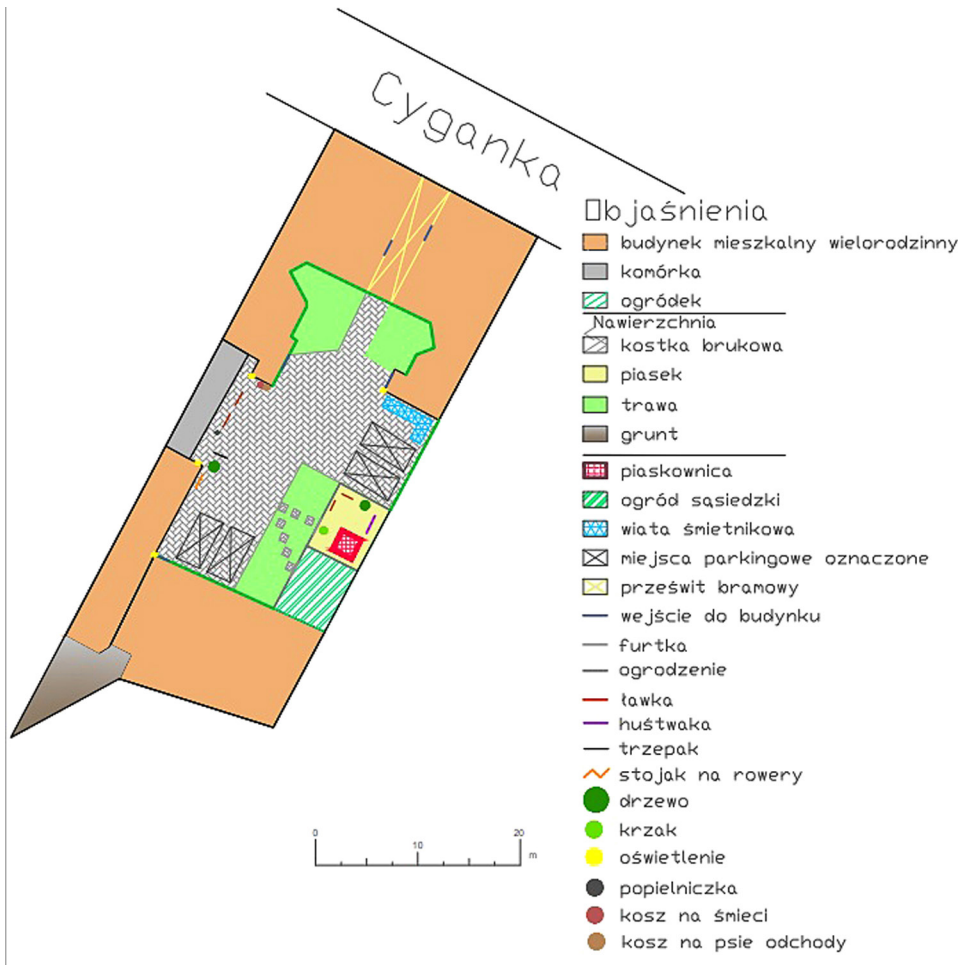 Cyganka
Objaśnienia
budynek mieszkalny wielorodzinny
komórka
ogródek
Nawierzchnia
kostka brukowa
piasek
trawa
grunt
piaskownica
ogród sąsiedzki
wiata śmietnikowa
miejsca parkingowe oznaczone
prześwit bramowy
wejście do budynku
furtka
ogrodzenie
ławka
huśtwaka
trzepak
stojak na rowery
drzewo
krzak
oświetlenie
popielniczka
kosz na śmieci
kosz na psie odchody
0 10 20
m